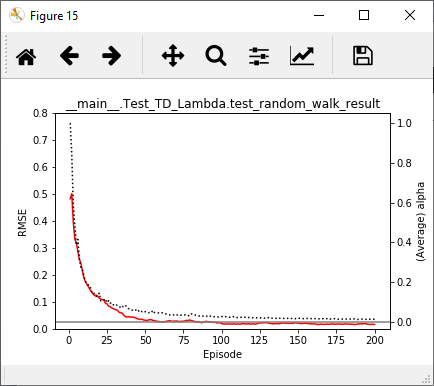 Figure 15
__main__.Test_TD_Lambda.test_random_walk_result
0.8
0.7
0.6
0.5
0.4
0.3
0.2
0.1
0.0
RMSE
1.0
0.8
0.6
0.4
0.2
0.0
(Average) alpha
0 25 50 75 100 125 150 175 200
Episode